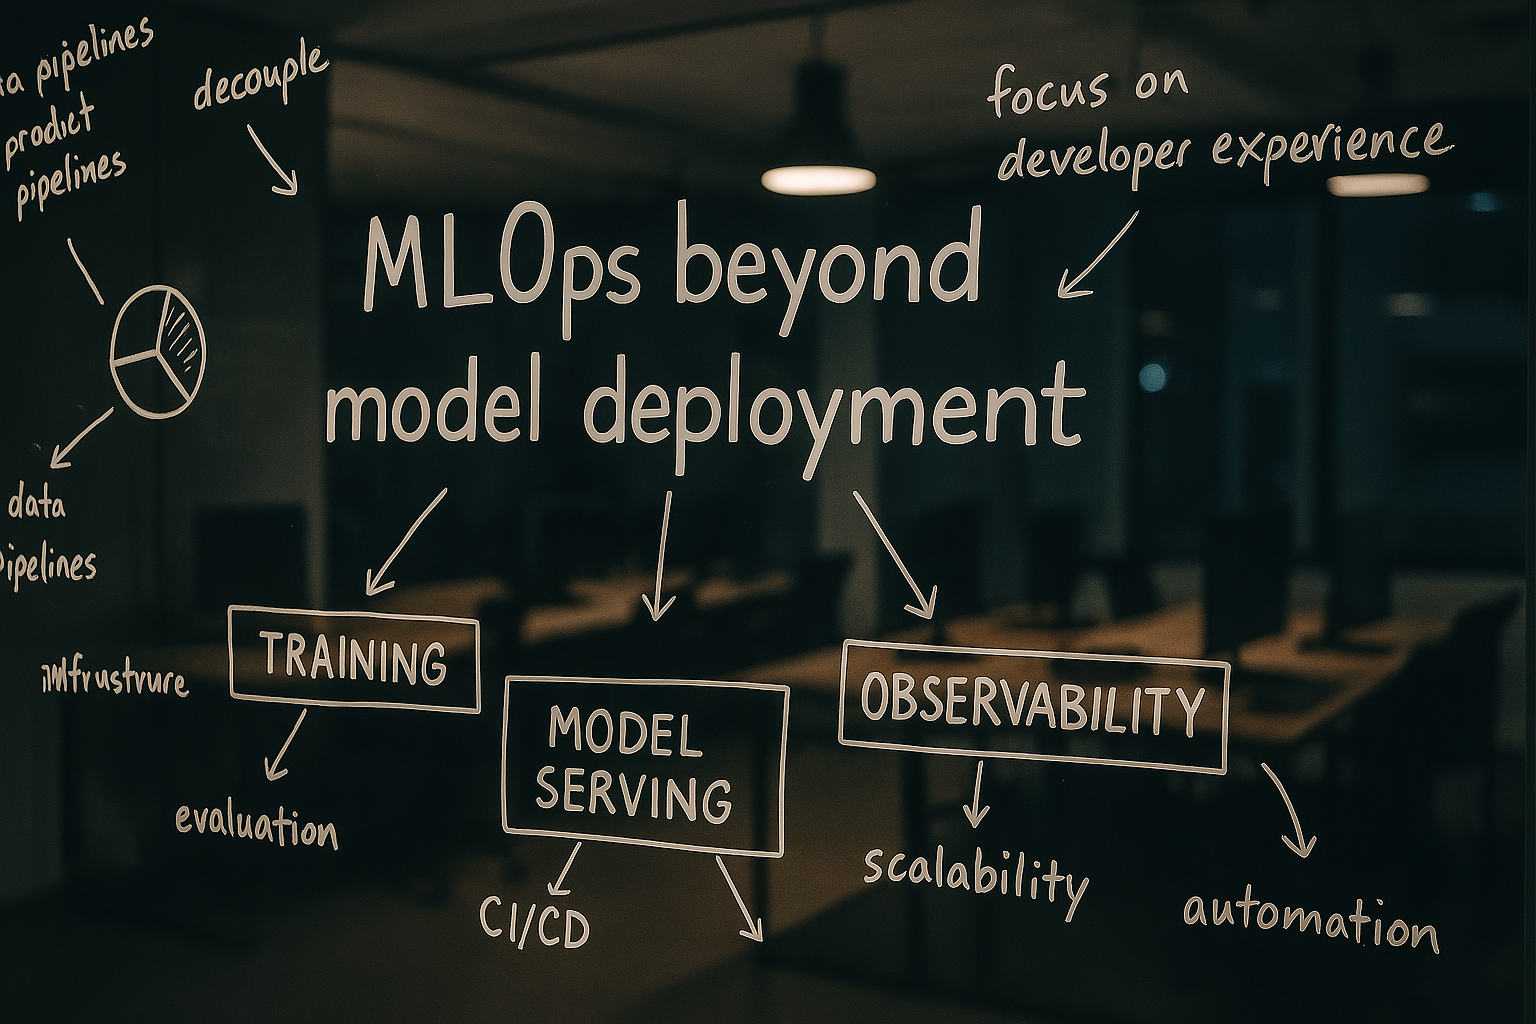 ta pipelines
prodict
pipelines
decouple
focus on
developer experience
MLOps beyond
model deployment
data
pipelines
TRAINING
evaluation
MODEL
SERVING
CI/CD
OBSERVABILITY
scalability
automation